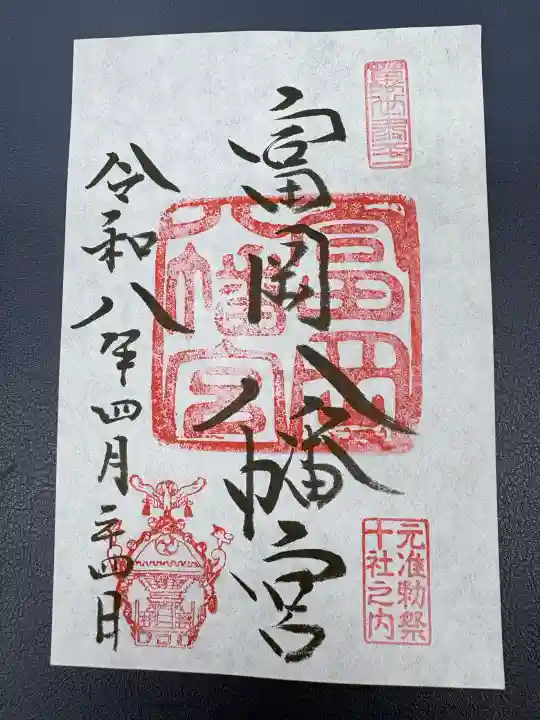 富岡八幡宮
元准勅祭
十社之内
富岡
八幡宮
令和八年四月二十四日